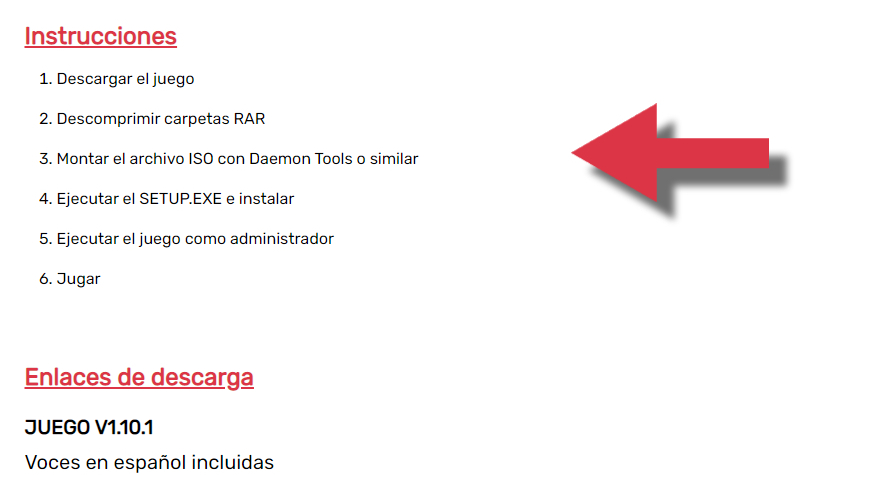 Instrucciones
1. Descargar el juego
2. Descomprimir carpetas RAR
3. Montar el archivo ISO con Daemon Tools o similar
4. Ejecutar el SETUP.EXE e instalar
5. Ejecutar el juego como administrador
6. Jugar
Enlaces de descarga
JUEGO V1.10.1
Voces en español incluidas